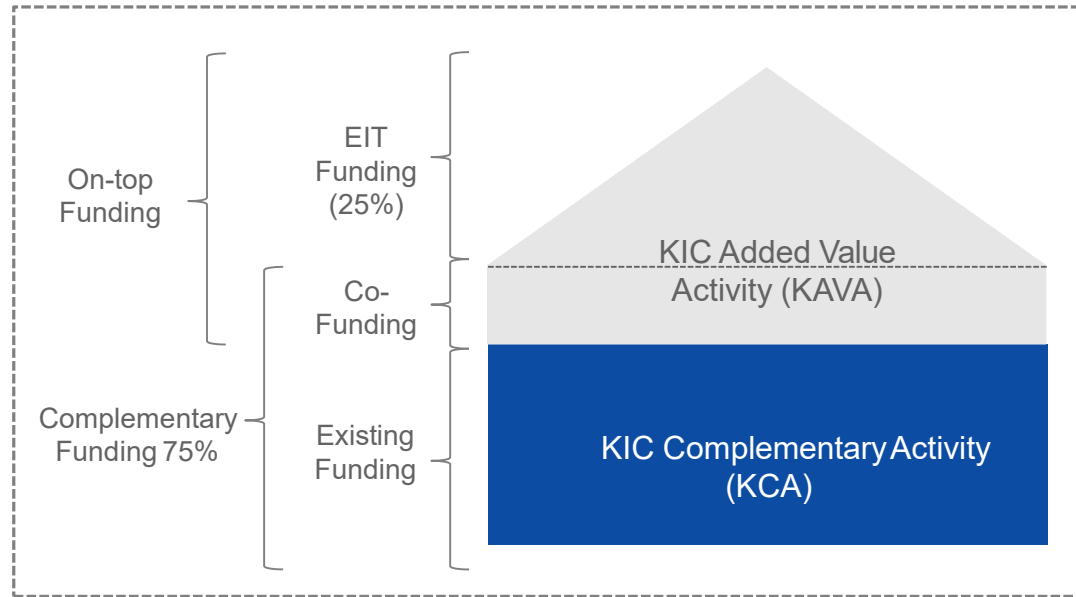 On-top
Funding
EIT
Funding
(25%)
Co-
Funding
Complementary
Funding 75%
Existing
Funding
KIC Added Value
Activity (KAVA)
KIC Complementary Activity
(KCA)